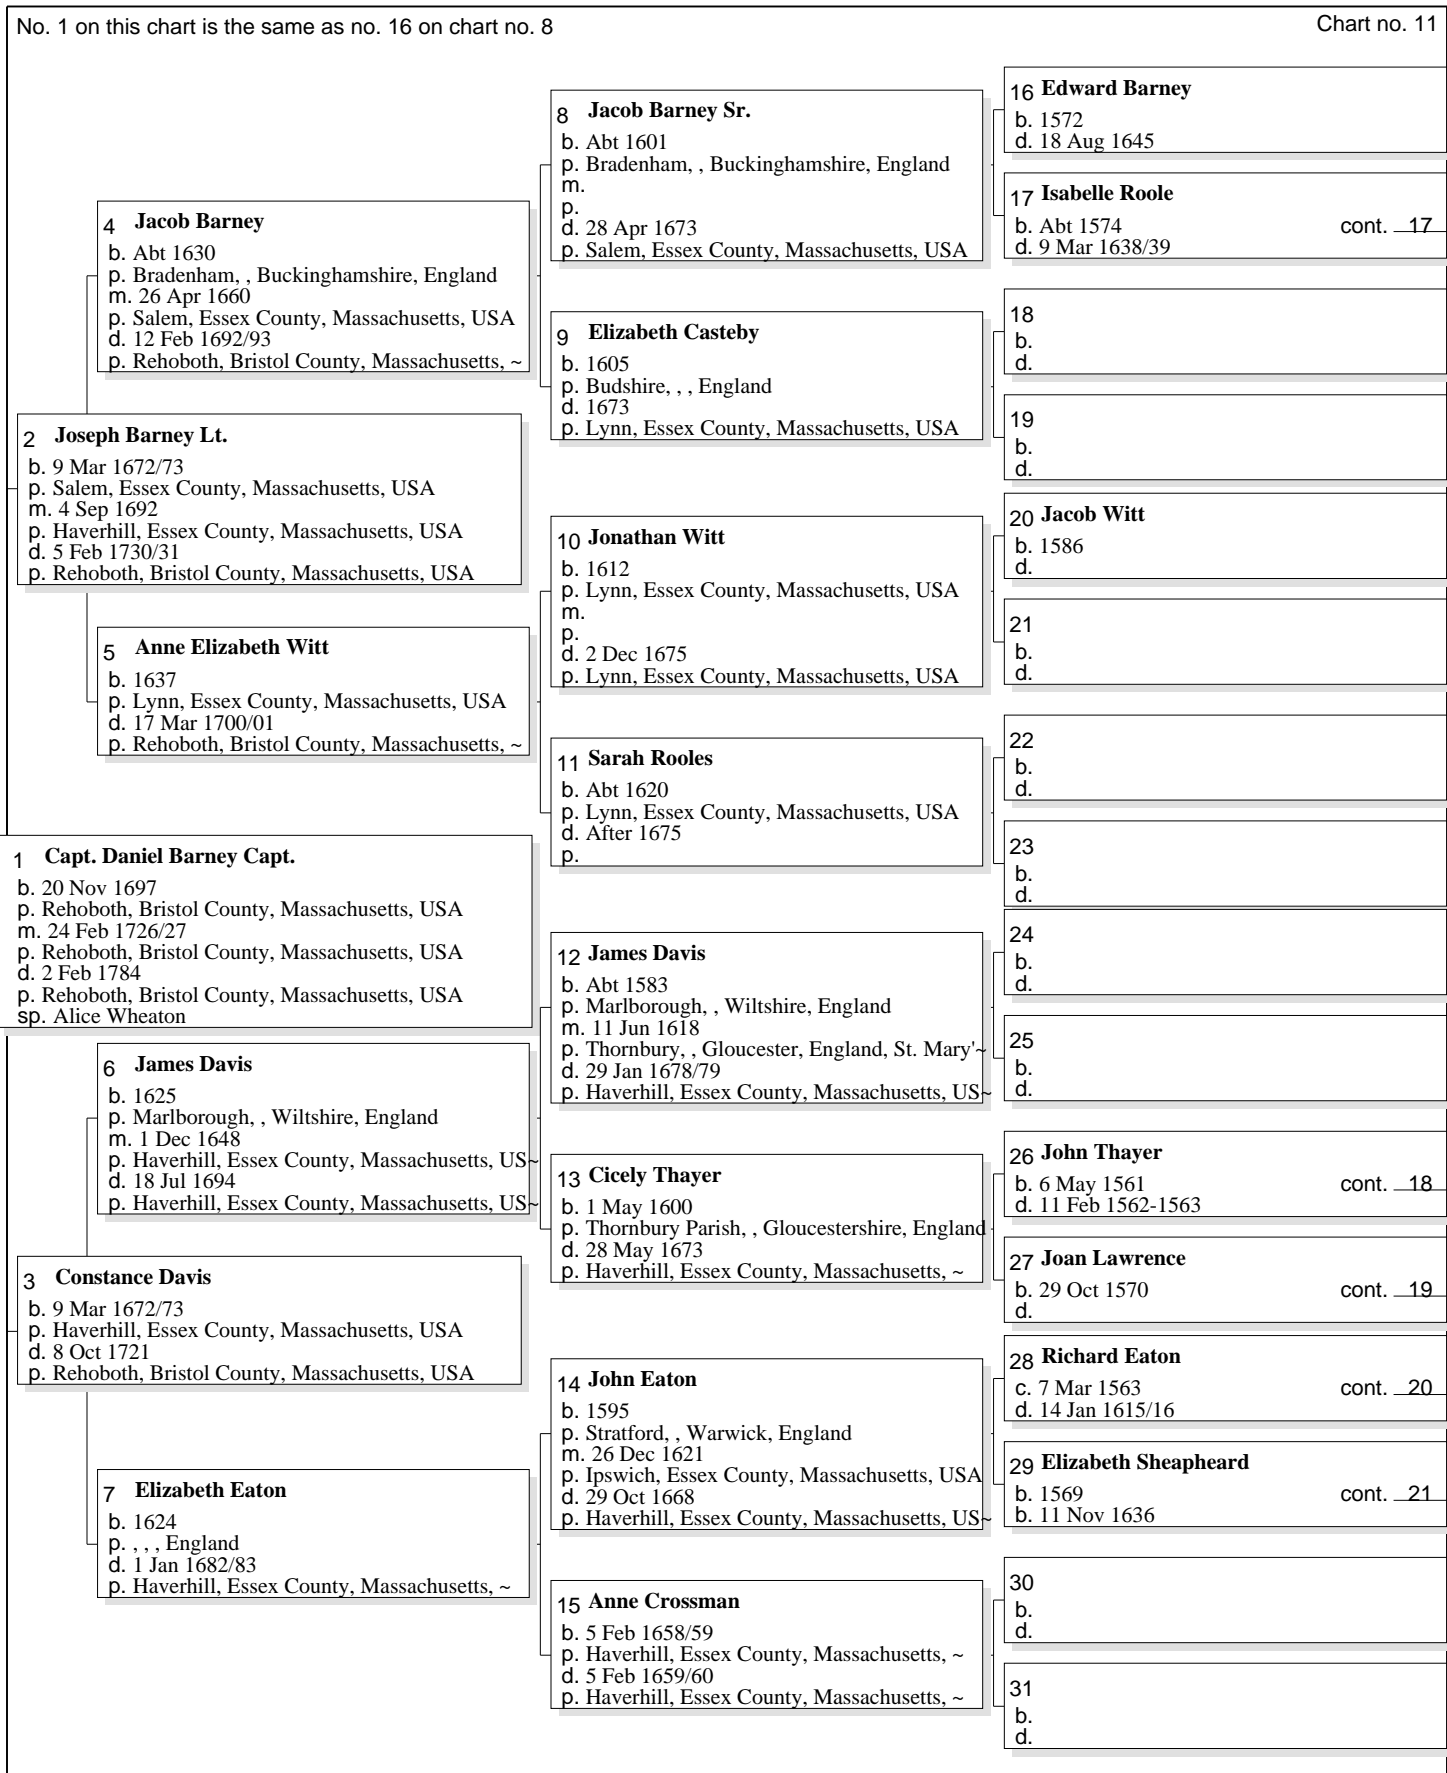 No. 1 on this chart is the same as no. 16 on chart no. 8
Chart no. 11
1 Capt. Daniel Barney Capt.
b. 20 Nov 1697
p. Rehoboth, Bristol County, Massachusetts, USA
m. 24 Feb 1726/27
p. Rehoboth, Bristol County, Massachusetts, USA
d. 2 Feb 1784
p. Rehoboth, Bristol County, Massachusetts, USA
sp. Alice Wheaton
2 Joseph Barney Lt.
b. 9 Mar 1672/73
p. Salem, Essex County, Massachusetts, USA
m. 4 Sep 1692
p. Haverhill, Essex County, Massachusetts, USA
d. 5 Feb 1730/31
p. Rehoboth, Bristol County, Massachusetts, USA
3 Constance Davis
b. 9 Mar 1672/73
p. Haverhill, Essex County, Massachusetts, USA
d. 8 Oct 1721
p. Rehoboth, Bristol County, Massachusetts, USA
4 Jacob Barney
b. Abt 1630
p. Bradenham, , Buckinghamshire, England
m. 26 Apr 1660
p. Salem, Essex County, Massachusetts, USA
d. 12 Feb 1692/93
p. Rehoboth, Bristol County, Massachusetts, ~
5 Anne Elizabeth Witt
b. 1637
p. Lynn, Essex County, Massachusetts, USA
d. 17 Mar 1700/01
p. Rehoboth, Bristol County, Massachusetts, ~
6 James Davis
b. 1625
p. Marlborough, , Wiltshire, England
m. 1 Dec 1648
p. Haverhill, Essex County, Massachusetts, US~
d. 18 Jul 1694
p. Haverhill, Essex County, Massachusetts, US~
7 Elizabeth Eaton
b. 1624
p. , , , England
d. 1 Jan 1682/83
p. Haverhill, Essex County, Massachusetts, ~
8 Jacob Barney Sr.
b. Abt 1601
p. Bradenham, , Buckinghamshire, England
m.
p.
d. 28 Apr 1673
p. Salem, Essex County, Massachusetts, USA
9 Elizabeth Casteby
b. 1605
p. Budshire, , , England
d. 1673
p. Lynn, Essex County, Massachusetts, USA
10 Jonathan Witt
b. 1612
p. Lynn, Essex County, Massachusetts, USA
m.
p.
d. 2 Dec 1675
p. Lynn, Essex County, Massachusetts, USA
11 Sarah Rooles
b. Abt 1620
p. Lynn, Essex County, Massachusetts, USA
d. After 1675
p.
12 James Davis
b. Abt 1583
p. Marlborough, , Wiltshire, England
m. 11 Jun 1618
p. Thornbury, , Gloucester, England, St. Mary'~
d. 29 Jan 1678/79
p. Haverhill, Essex County, Massachusetts, US~
13 Cicely Thayer
b. 1 May 1600
p. Thornbury Parish, , Gloucestershire, England
d. 28 May 1673
p. Haverhill, Essex County, Massachusetts, ~
14 John Eaton
b. 1595
p. Stratford, , Warwick, England
m. 26 Dec 1621
p. Ipswich, Essex County, Massachusetts, USA
d. 29 Oct 1668
p. Haverhill, Essex County, Massachusetts, US~
15 Anne Crossman
b. 5 Feb 1658/59
p. Haverhill, Essex County, Massachusetts, ~
d. 5 Feb 1659/60
p. Haverhill, Essex County, Massachusetts, ~
16 Edward Barney
b. 1572
d. 18 Aug 1645
17 Isabelle Roole
b. Abt 1574 cont. 17
d. 9 Mar 1638/39
18
b.
d.
19
b.
d.
20 Jacob Witt
b. 1586
d.
21
b.
d.
22
b.
d.
23
b.
d.
24
b.
d.
25
b.
d.
26 John Thayer
b. 6 May 1561 cont. 18
d. 11 Feb 1562-1563
27 Joan Lawrence
b. 29 Oct 1570 cont. 19
d.
28 Richard Eaton
c. 7 Mar 1563 cont. 20
d. 14 Jan 1615/16
29 Elizabeth Sheapheard
b. 1569 cont. 21
b. 11 Nov 1636
30
b.
d.
31
b.
d.